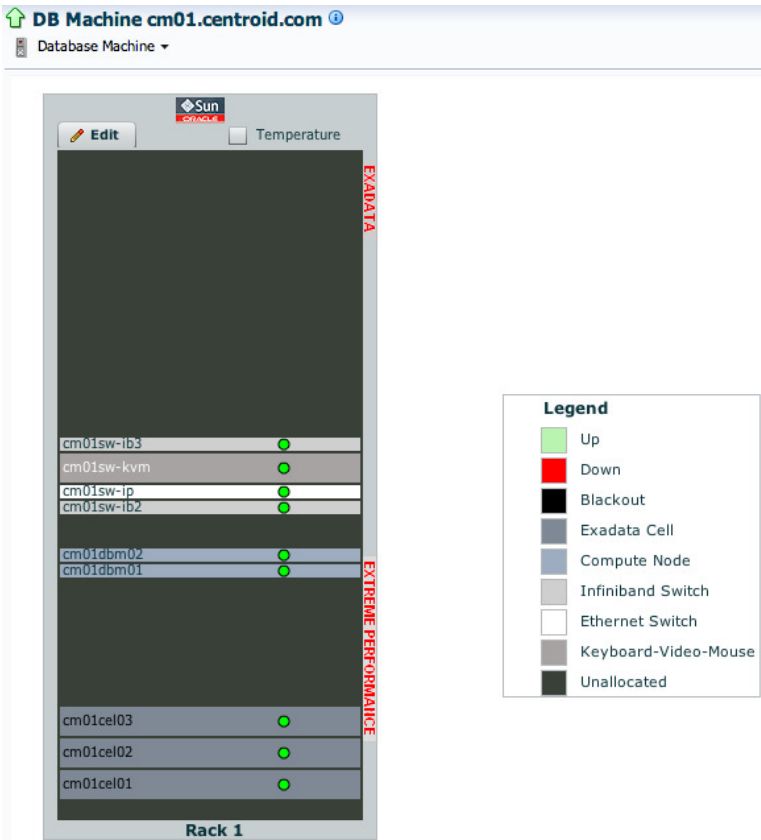 DB Machine cm01.centroid.com
Database Machine
Sun
ORACLE
Edit
Temperature
EXADATA
cm01sw-ib3
cm01sw-kvm
cm01sw-ip
cm01sw-ib2
cm01dbm02
cm01dbm01
EXTREME PERFORMANCE
cm01cel03
cm01cel02
cm01cel01
Rack 1
Legend
Up
Down
Blackout
Exadata Cell
Compute Node
Infiniband Switch
Ethernet Switch
Keyboard-Video-Mouse
Unallocated